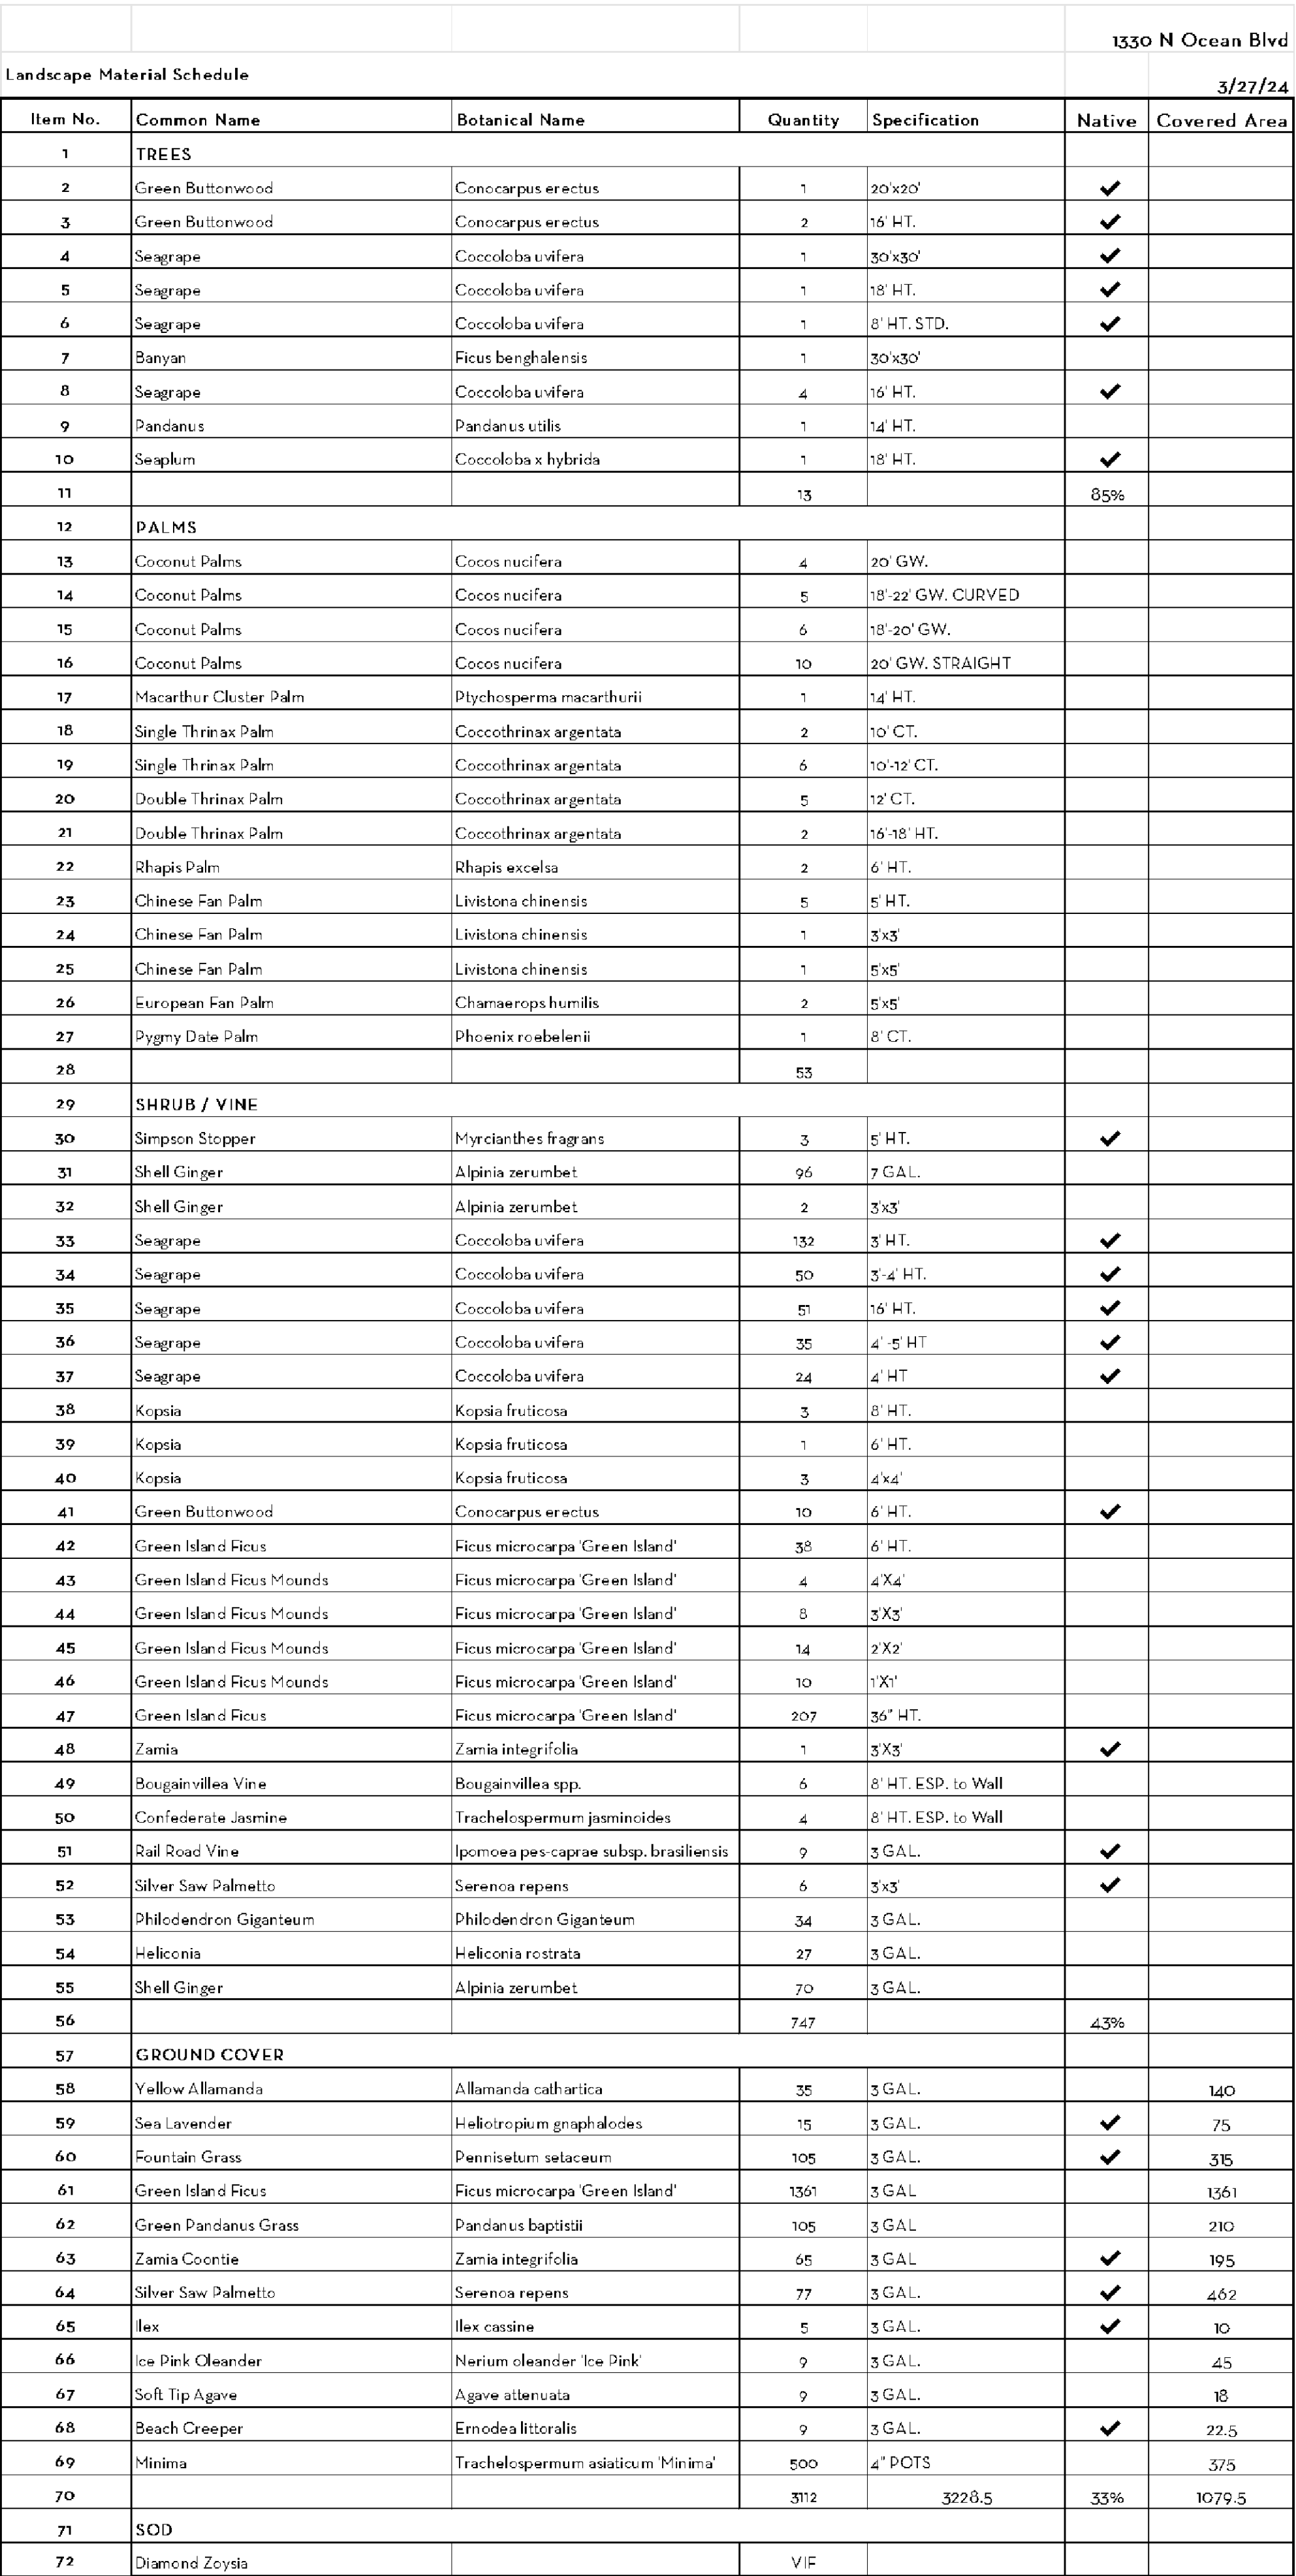 1330 N Ocean Blvd
Landscape Material Schedule
3/27/24
Item No. Common Name Botanical Name Quantity Specification Native Covered Area
1 TREES
2 Green Buttonwood Conocarpus erectus 1 20'x20' ✔
3 Green Buttonwood Conocarpus erectus 2 16' HT. ✔
4 Seagrape Coccoloba uvifera 1 30'x30' ✔
5 Seagrape Coccoloba uvifera 1 18' HT. ✔
6 Seagrape Coccoloba uvifera 1 8' HT. STD. ✔
7 Banyan Ficus benghalensis 1 30'x30'
8 Seagrape Coccoloba uvifera 4 16' HT. ✔
9 Pandanus Pandanus utilis 1 14' HT.
10 Seaplum Coccoloba x hybrida 1 18' HT. ✔
11 13 85%
12 PALMS
13 Coconut Palms Cocos nucifera 4 20' GW.
14 Coconut Palms Cocos nucifera 5 18'-22' GW. CURVED
15 Coconut Palms Cocos nucifera 6 18'-20' GW.
16 Coconut Palms Cocos nucifera 10 20' GW. STRAIGHT
17 Macarthur Cluster Palm Ptychosperma macarthurii 1 14' HT.
18 Single Thrinax Palm Coccothrinax argentata 2 10' CT.
19 Single Thrinax Palm Coccothrinax argentata 6 10'-12' CT.
20 Double Thrinax Palm Coccothrinax argentata 5 12' CT.
21 Double Thrinax Palm Coccothrinax argentata 2 16'-18' HT.
22 Rhapis Palm Rhapis excelsa 2 6' HT.
23 Chinese Fan Palm Livistona chinensis 5 5' HT.
24 Chinese Fan Palm Livistona chinensis 1 3'x3'
25 Chinese Fan Palm Livistona chinensis 1 5'x5'
26 European Fan Palm Chamaerops humilis 2 5'x5'
27 Pygmy Date Palm Phoenix roebelenii 1 8' CT.
28 53
29 SHRUB / VINE
30 Simpson Stopper Myrcianthes fragrans 3 5' HT. ✔
31 Shell Ginger Alpinia zerumbet 96 7 GAL.
32 Shell Ginger Alpinia zerumbet 2 3'x3'
33 Seagrape Coccoloba uvifera 132 3' HT. ✔
34 Seagrape Coccoloba uvifera 50 3'-4' HT. ✔
35 Seagrape Coccoloba uvifera 51 16' HT. ✔
36 Seagrape Coccoloba uvifera 35 4' -5' HT ✔
37 Seagrape Coccoloba uvifera 24 4' HT ✔
38 Kopsia Kopsia fruticosa 3 8' HT.
39 Kopsia Kopsia fruticosa 1 6' HT.
40 Kopsia Kopsia fruticosa 3 4'x4'
41 Green Buttonwood Conocarpus erectus 10 6' HT. ✔
42 Green Island Ficus Ficus microcarpa 'Green Island' 38 6' HT.
43 Green Island Ficus Mounds Ficus microcarpa 'Green Island' 4 4'X4'
44 Green Island Ficus Mounds Ficus microcarpa 'Green Island' 8 3'X3'
45 Green Island Ficus Mounds Ficus microcarpa 'Green Island' 14 2'X2'
46 Green Island Ficus Mounds Ficus microcarpa 'Green Island' 10 1'X1'
47 Green Island Ficus Ficus microcarpa 'Green Island' 207 36" HT.
48 Zamia Zamia integrifolia 1 3'X3' ✔
49 Bougainvillea Vine Bougainvillea spp. 6 8' HT. ESP. to Wall
50 Confederate Jasmine Trachelospermum jasminoides 4 8' HT. ESP. to Wall
51 Rail Road Vine Ipomoea pes-caprae subsp. brasiliensis 9 3 GAL. ✔
52 Silver Saw Palmetto Serenoa repens 6 3'x3' ✔
53 Philodendron Giganteum Philodendron Giganteum 34 3 GAL.
54 Heliconia Heliconia rostrata 27 3 GAL.
55 Shell Ginger Alpinia zerumbet 70 3 GAL.
56 747 43%
57 GROUND COVER
58 Yellow Allamanda Allamanda cathartica 35 3 GAL. 140
59 Sea Lavender Heliotropium gnaphalodes 15 3 GAL. ✔ 75
60 Fountain Grass Pennisetum setaceum 105 3 GAL. ✔ 315
61 Green Island Ficus Ficus microcarpa 'Green Island' 1361 3 GAL 1361
62 Green Pandanus Grass Pandanus baptistii 105 3 GAL 210
63 Zamia Coontie Zamia integrifolia 65 3 GAL ✔ 195
64 Silver Saw Palmetto Serenoa repens 77 3 GAL. ✔ 462
65 Ilex Ilex cassine 5 3 GAL. ✔ 10
66 Ice Pink Oleander Nerium oleander 'Ice Pink' 9 3 GAL. 45
67 Soft Tip Agave Agave attenuata 9 3 GAL. 18
68 Beach Creeper Ernodea littoralis 9 3 GAL. ✔ 22.5
69 Minima Trachelospermum asiaticum 'Minima' 500 4" POTS 375
70 3112 3228.5 33% 1079.5
71 SOD
72 Diamond Zoysia VIF